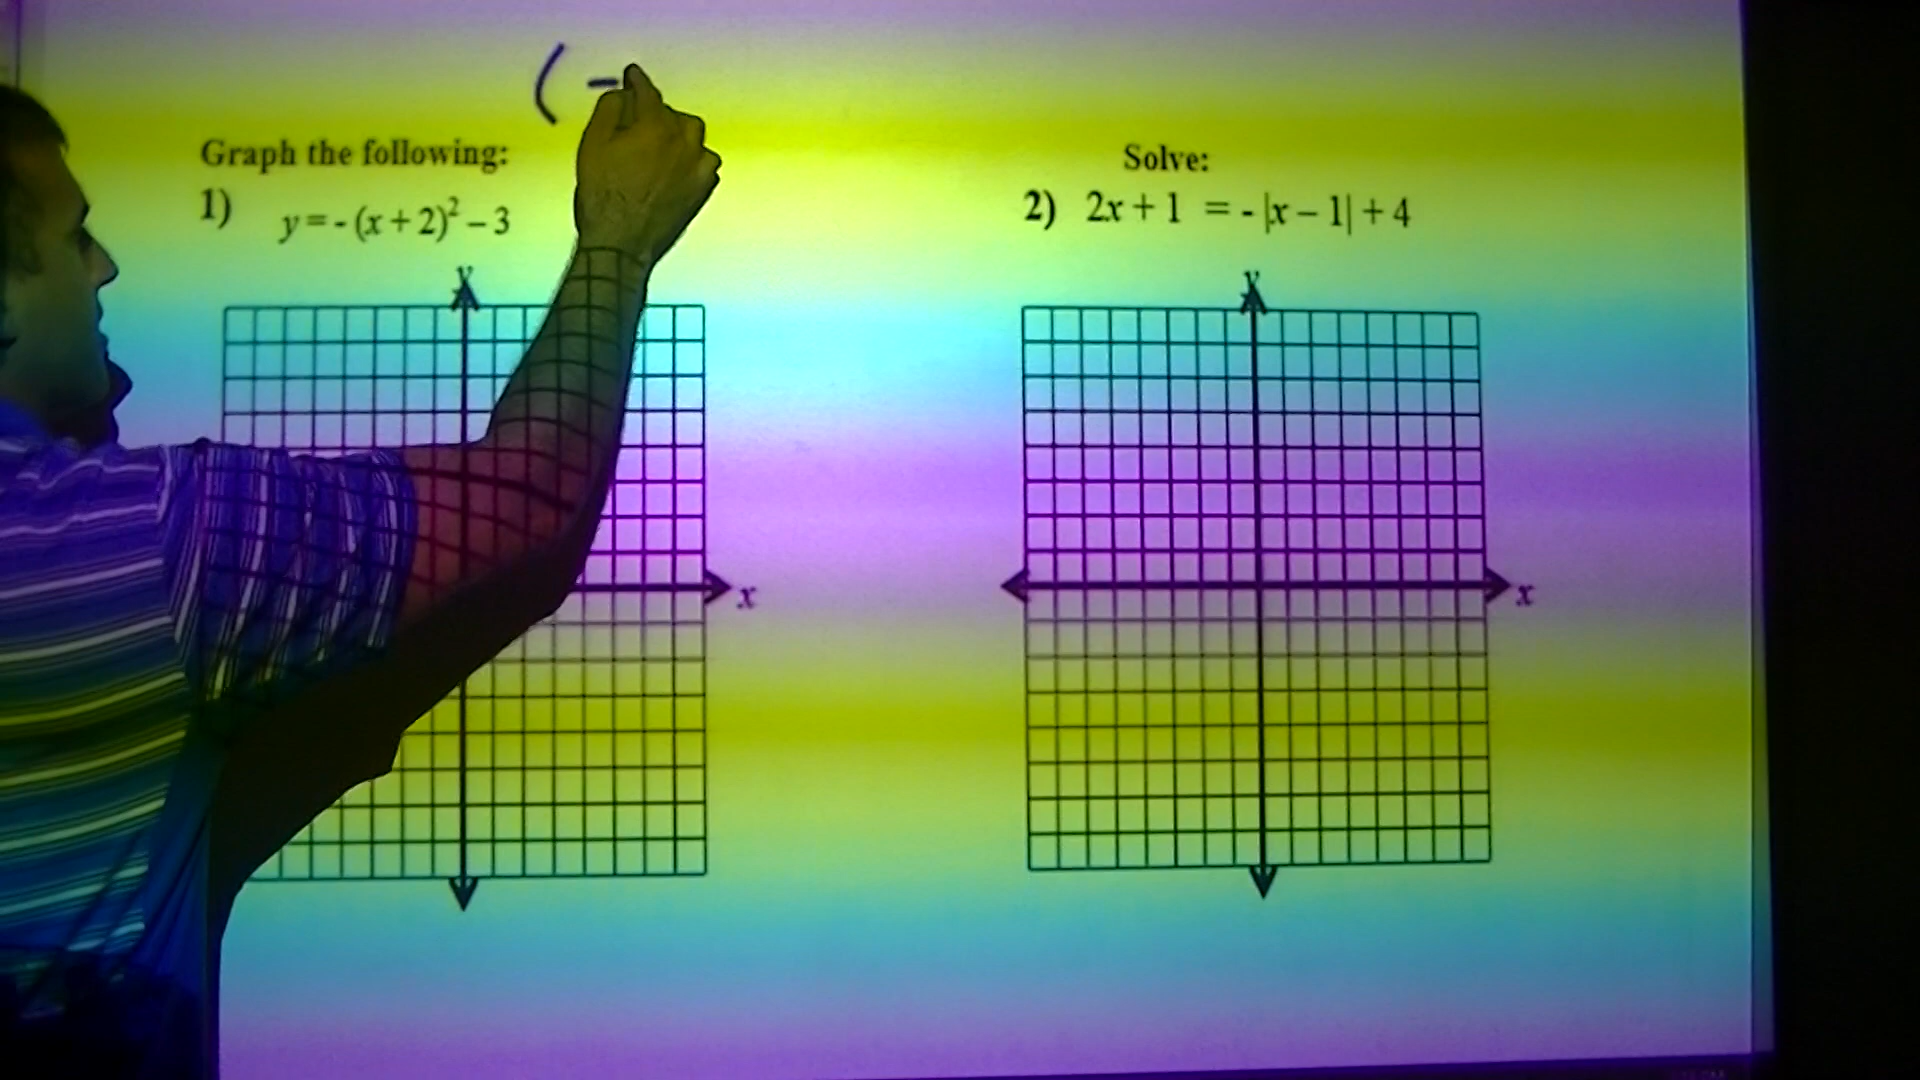 (-
Graph the following:
1) y = - (x + 2)² – 3
y
x
Solve:
2) 2x + 1 = - |x – 1| + 4
y
x